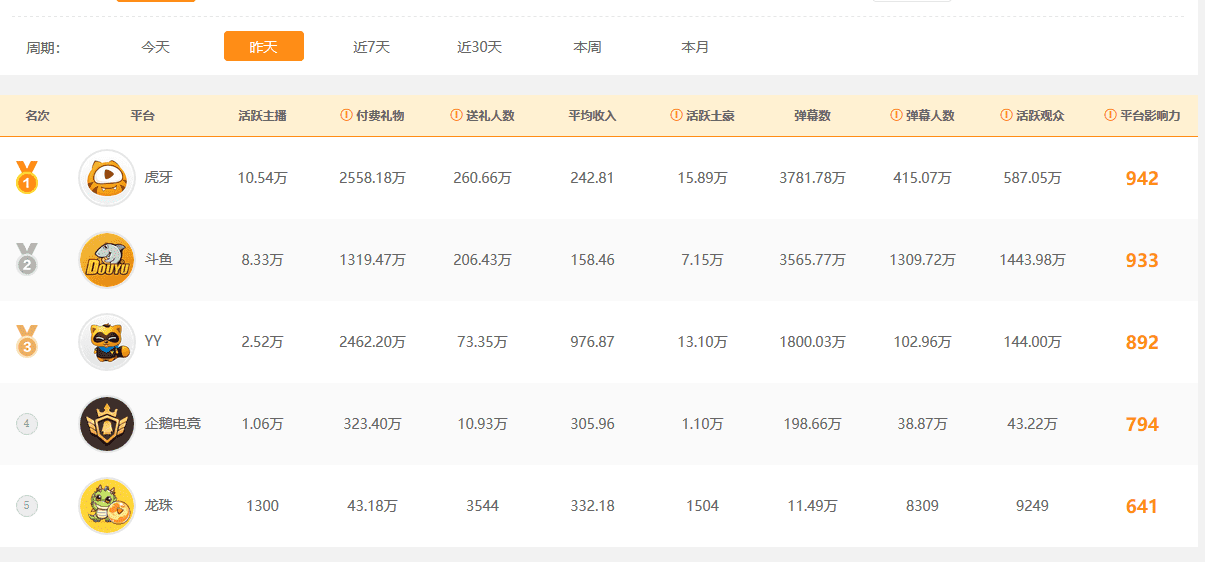 周期: 今天 昨天 近7天 近30天 本周 本月
名次 平台 活跃主播 付费礼物 送礼人数 平均收入 活跃土豪 弹幕数 弹幕人数 活跃观众 平台影响力
1 虎牙 10.54万 2558.18万 260.66万 242.81 15.89万 3781.78万 415.07万 587.05万 942
2 DOUYU 斗鱼 8.33万 1319.47万 206.43万 158.46 7.15万 3565.77万 1309.72万 1443.98万 933
3 YY 2.52万 2462.20万 73.35万 976.87 13.10万 1800.03万 102.96万 144.00万 892
4 企鹅电竞 1.06万 323.40万 10.93万 305.96 1.10万 198.66万 38.87万 43.22万 794
5 龙珠 1300 43.18万 3544 332.18 1504 11.49万 8309 9249 641